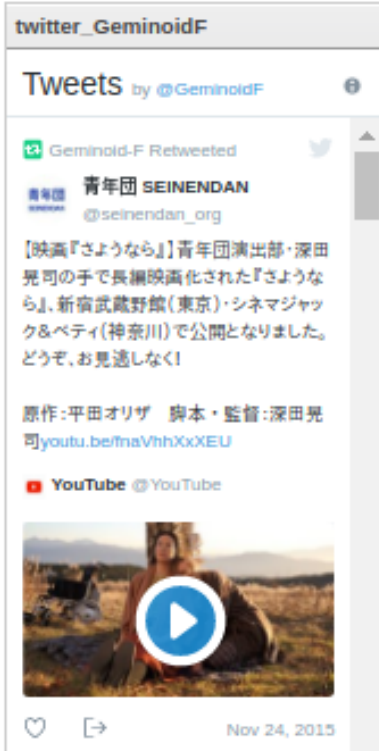 twitter_GeminoidF
Tweets by @GeminoidF
Geminoid-F Retweeted
青年団 SEINENDAN
青年団
SEINENDAN
@seinendan_org
【映画『さようなら』】青年団演出部・深田
晃司の手で長編映画化された『さような
ら』、新宿武蔵野館(東京)・シネマジャッ
ク&ベティ(神奈川)で公開となりました。
どうぞ、お見逃しなく!
原作:平田オリザ 脚本・監督:深田晃
司youtu.be/fnaVhhXxXEU
YouTube @YouTube
Nov 24, 2015